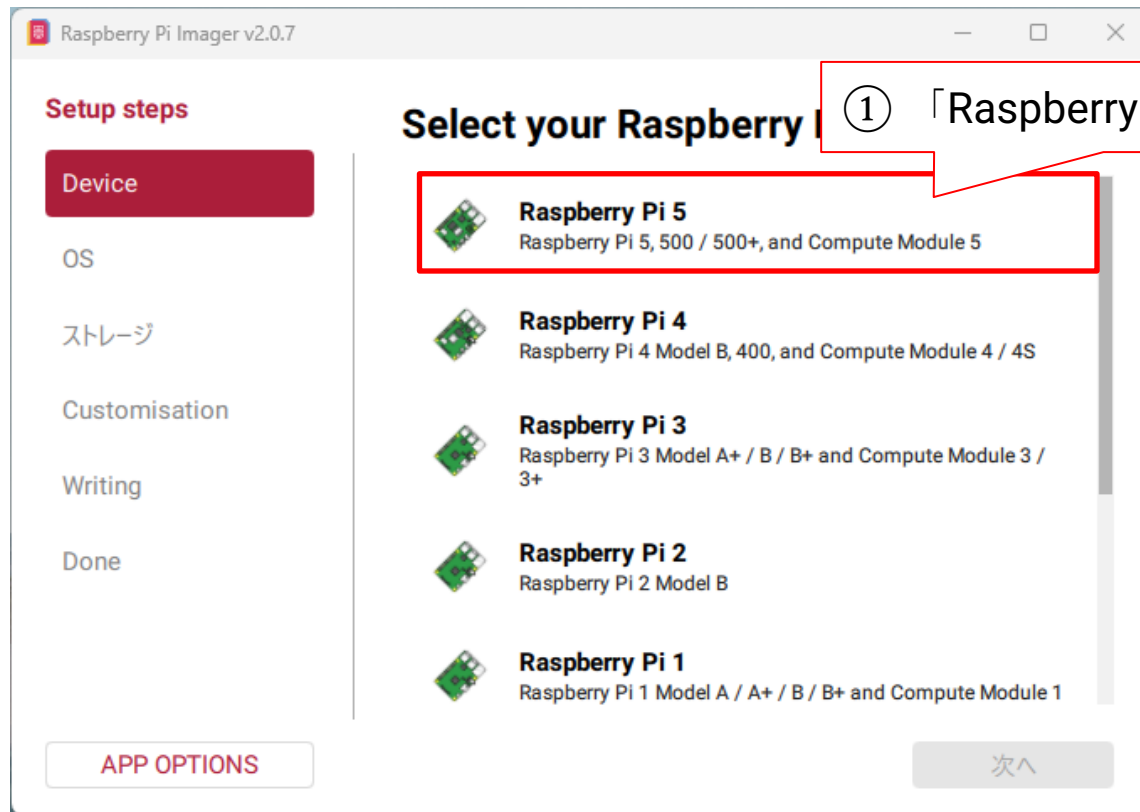 Raspberry Pi Imager v2.0.7
① 「Raspberry
Setup steps
Select your Raspberry
Device
OS
ストレージ
Customisation
Writing
Done
Raspberry Pi 5
Raspberry Pi 5, 500 / 500+, and Compute Module 5
Raspberry Pi 4
Raspberry Pi 4 Model B, 400, and Compute Module 4 / 4S
Raspberry Pi 3
Raspberry Pi 3 Model A+ / B / B+ and Compute Module 3 /
3+
Raspberry Pi 2
Raspberry Pi 2 Model B
Raspberry Pi 1
Raspberry Pi 1 Model A / A+ / B / B+ and Compute Module 1
APP OPTIONS
次へ